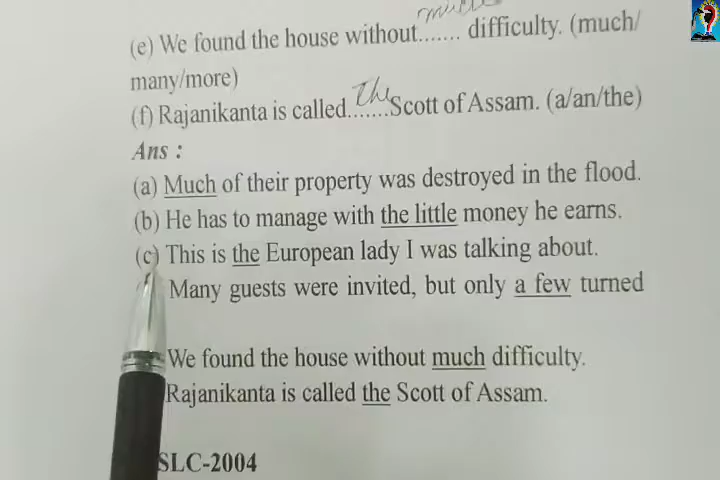 (e) We found the house without....... difficulty. (much/
many/more)
(f) Rajanikanta is called.......The Scott of Assam. (a/an/the)
Ans :
(a) Much of their property was destroyed in the flood.
(b) He has to manage with the little money he earns.
(c) This is the European lady I was talking about.
Many guests were invited, but only a few turned
We found the house without much difficulty.
Rajanikanta is called the Scott of Assam.
SLC-2004